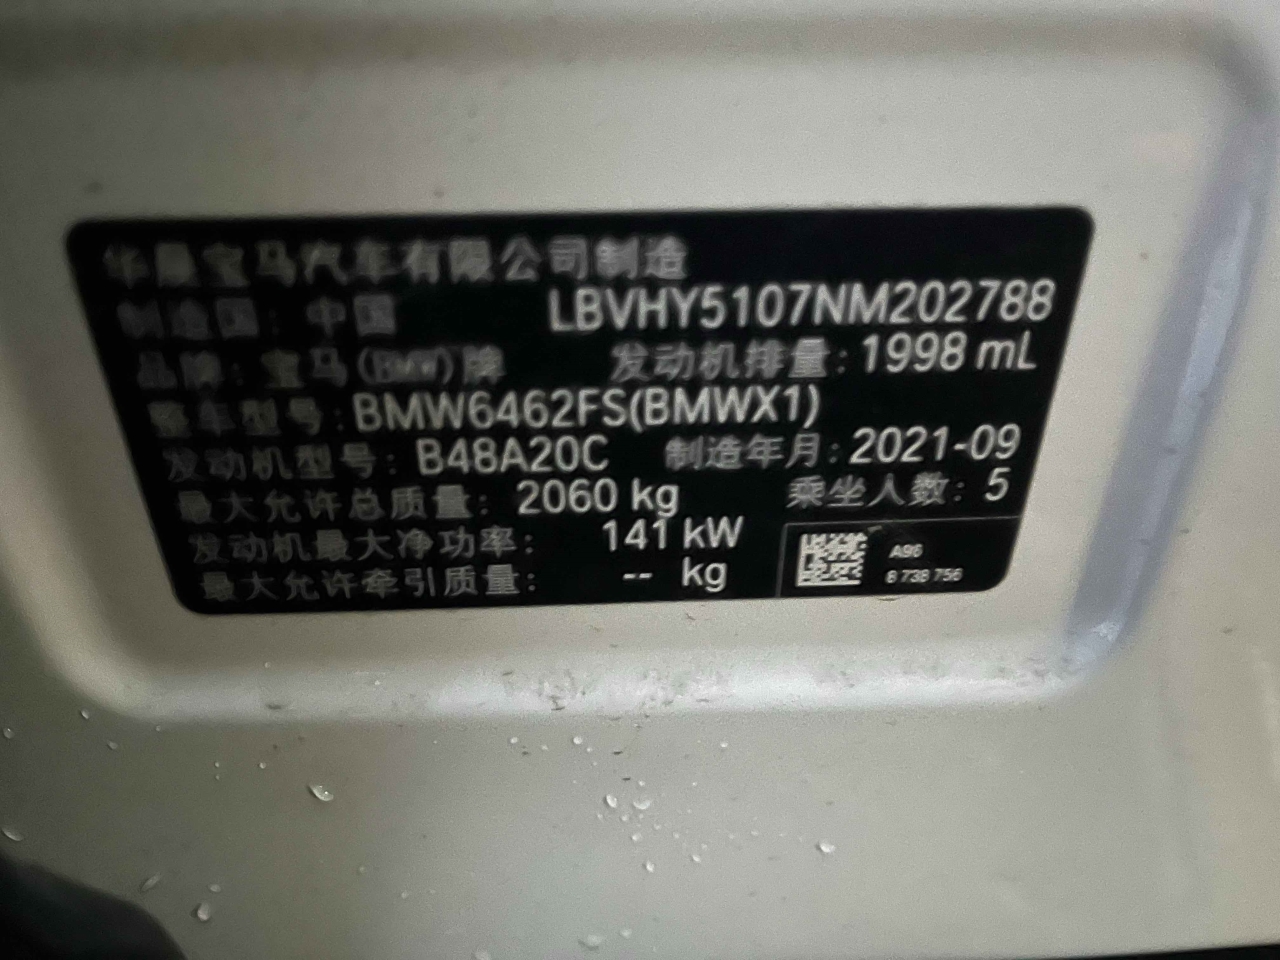 华晨宝马汽车有限公司制造
制造国：中国 LBVHY5107NM202788
品牌：宝马(BMW)牌 发动机排量：1998 mL
整车型号：BMW6462FS(BMWX1)
发动机型号：B48A20C 制造年月：2021-09
最大允许总质量：2060 kg 乘坐人数：5
发动机最大净功率：141 kW
最大允许牵引质量：-- kg
A96
8 738 756